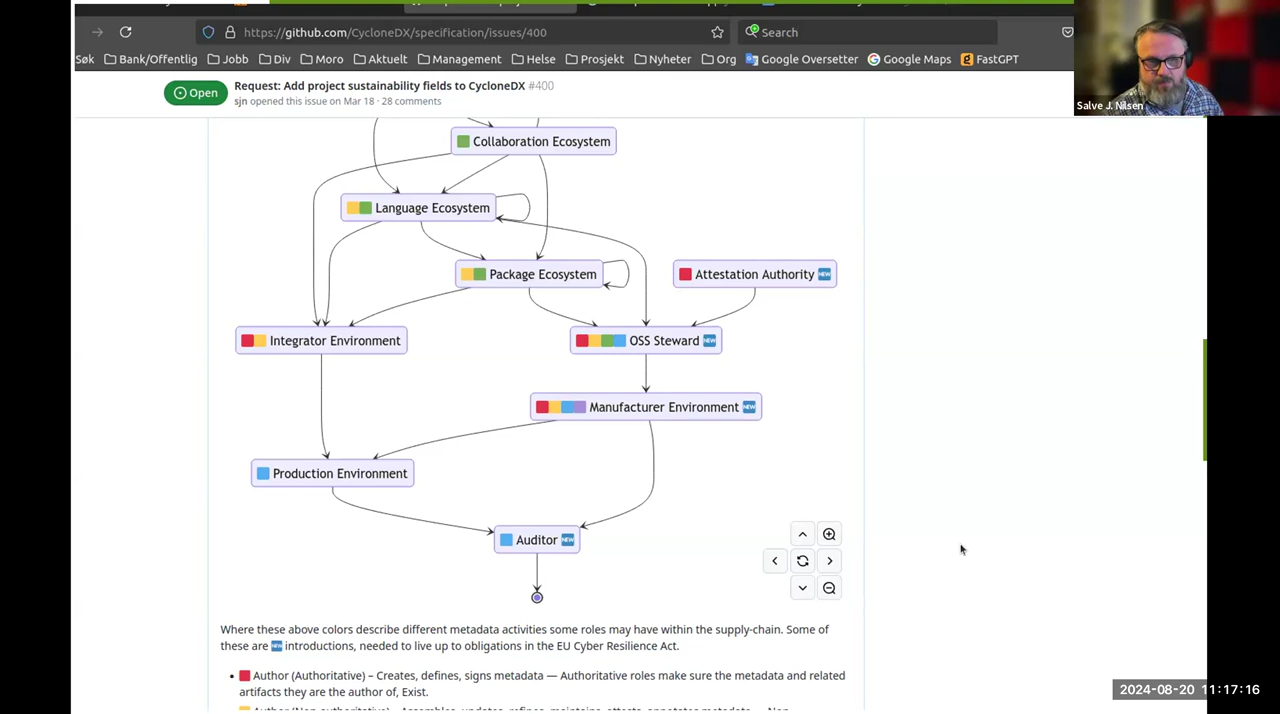 https://github.com/CycloneDX/specification/issues/400
Search
Søk Bank/Offentlig Jobb Div Moro Aktuelt Management Helse Prosjekt Nyheter Org Google Oversetter Google Maps FastGPT
Open
Request: Add project sustainability fields to CycloneDX #400
sjn opened this issue on Mar 18 · 28 comments
Salve J. Nilsen
Collaboration Ecosystem
Language Ecosystem
Package Ecosystem
Attestation Authority NEW
Integrator Environment
OSS Steward NEW
Manufacturer Environment NEW
Production Environment
Auditor NEW
Where these above colors describe different metadata activities some roles may have within the supply-chain. Some of
these are NEW introductions, needed to live up to obligations in the EU Cyber Resilience Act.
• Author (Authoritative) – Creates, defines, signs metadata — Authoritative roles make sure the metadata and related
artifacts they are the author of, Exist.
2024-08-20 11:17:16